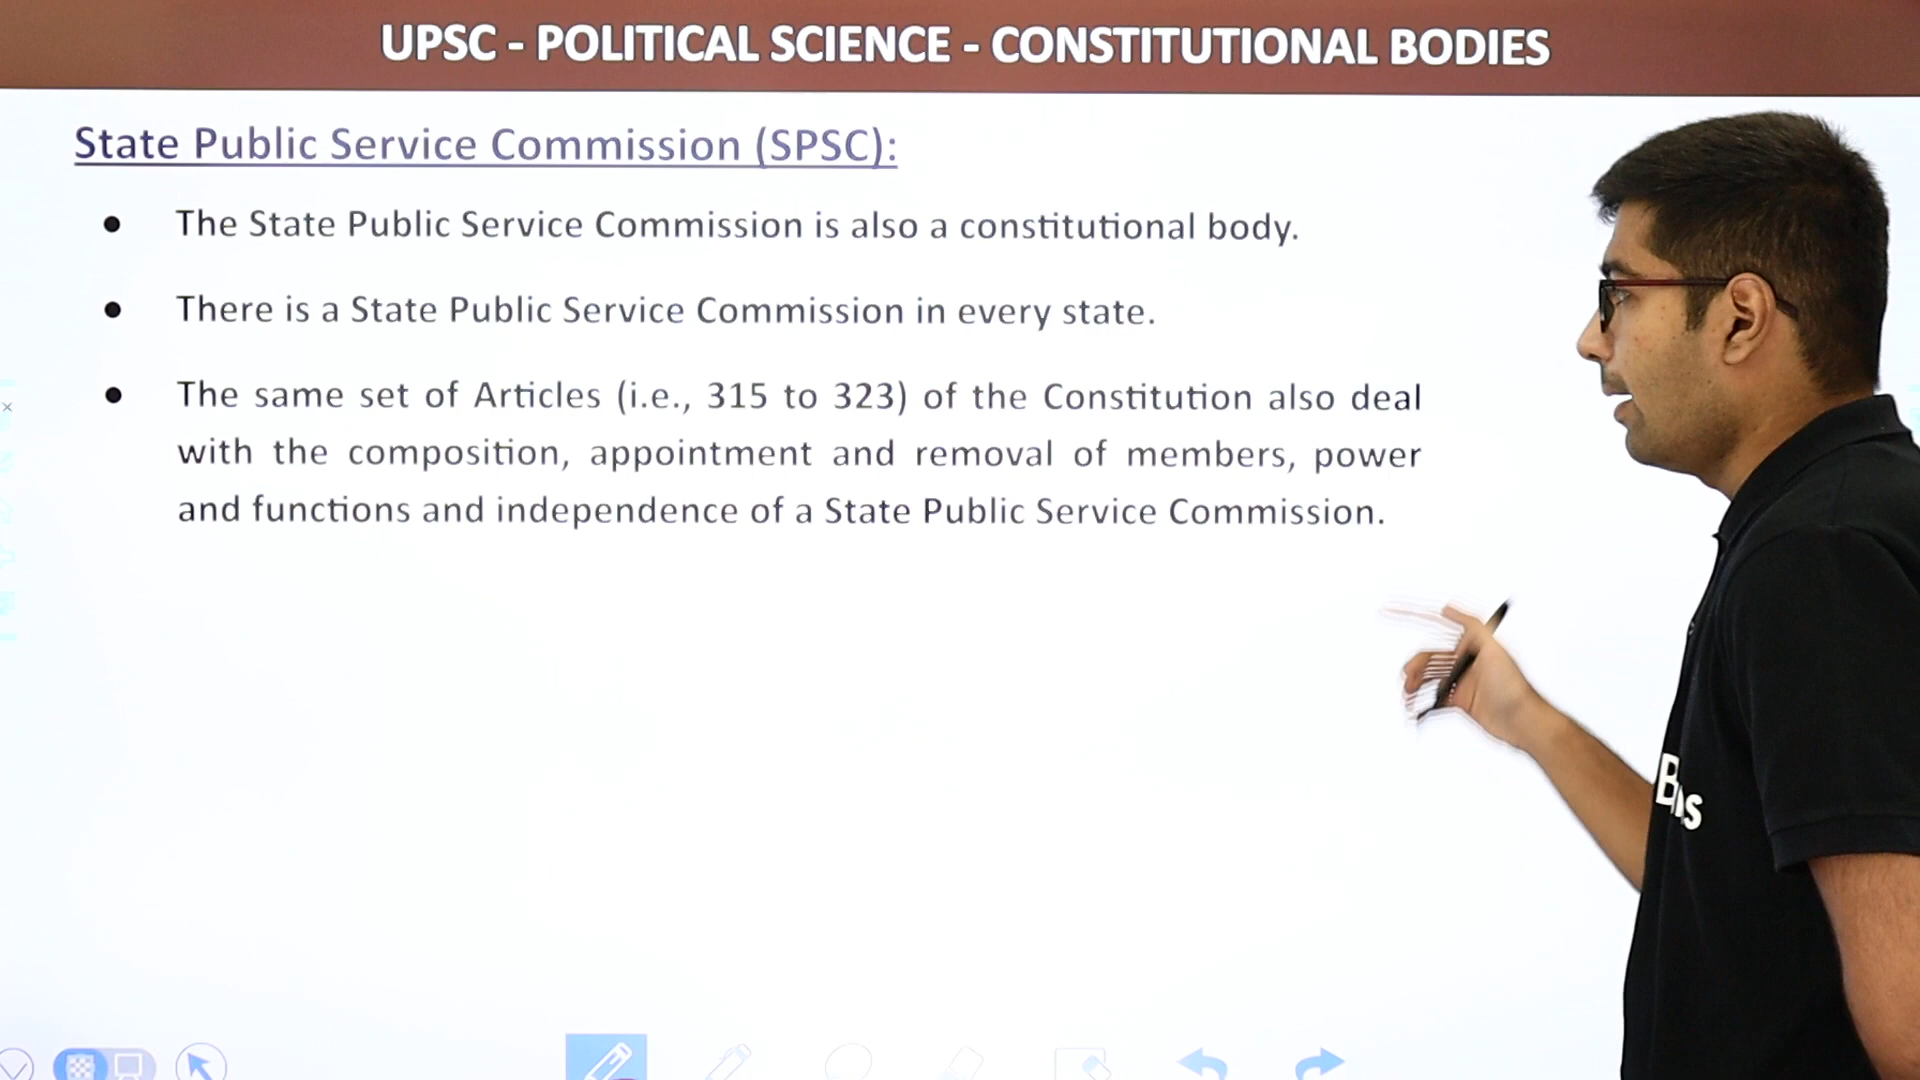 UPSC - POLITICAL SCIENCE - CONSTITUTIONAL BODIES
State Public Service Commission (SPSC):
● The State Public Service Commission is also a constitutional body.
● There is a State Public Service Commission in every state.
● The same set of Articles (i.e., 315 to 323) of the Constitution also deal
with the composition, appointment and removal of members, power
and functions and independence of a State Public Service Commission.